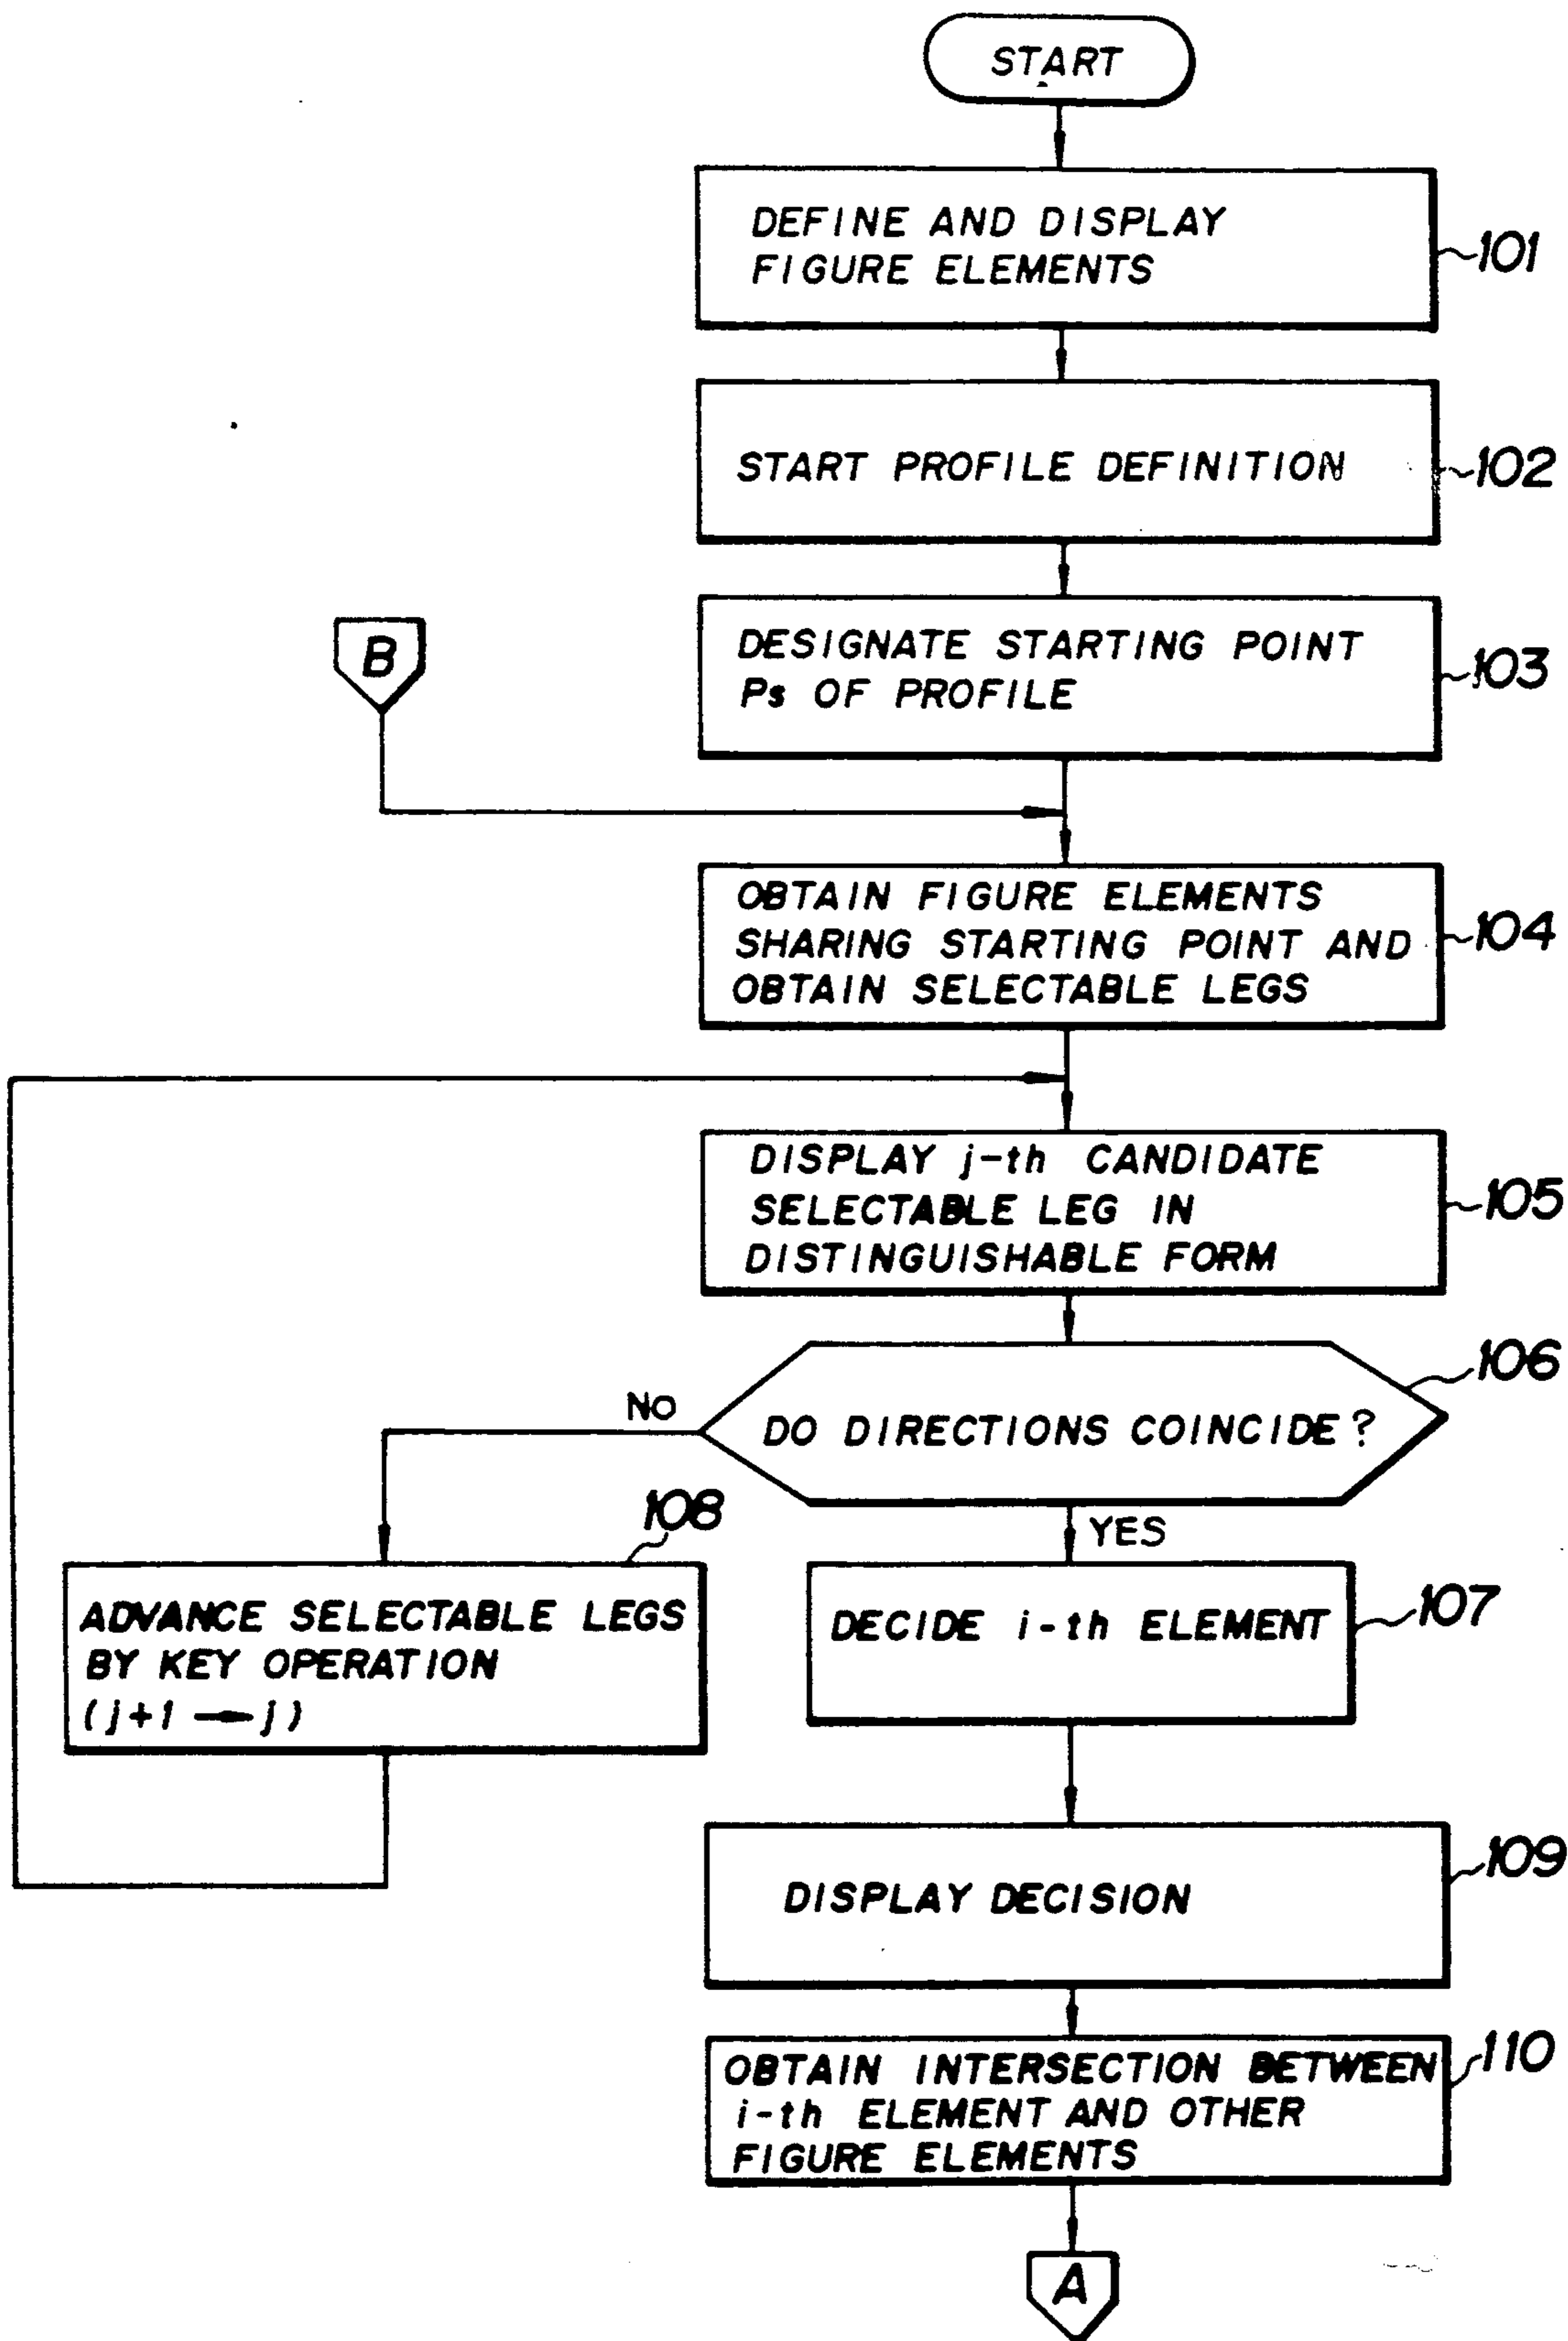 START
DEFINE AND DISPLAY
FIGURE ELEMENTS
101
START PROFILE DEFINITION
102
B
DESIGNATE STARTING POINT
Ps OF PROFILE
103
OBTAIN FIGURE ELEMENTS
SHARING STARTING POINT AND
OBTAIN SELECTABLE LEGS
104
DISPLAY j-th CANDIDATE
SELECTABLE LEG IN
DISTINGUISHABLE FORM
105
106
NO
DO DIRECTIONS COINCIDE?
YES
108
ADVANCE SELECTABLE LEGS
BY KEY OPERATION
(j+1 → j)
DECIDE i-th ELEMENT
107
DISPLAY DECISION
109
OBTAIN INTERSECTION BETWEEN
i-th ELEMENT AND OTHER
FIGURE ELEMENTS
110
A